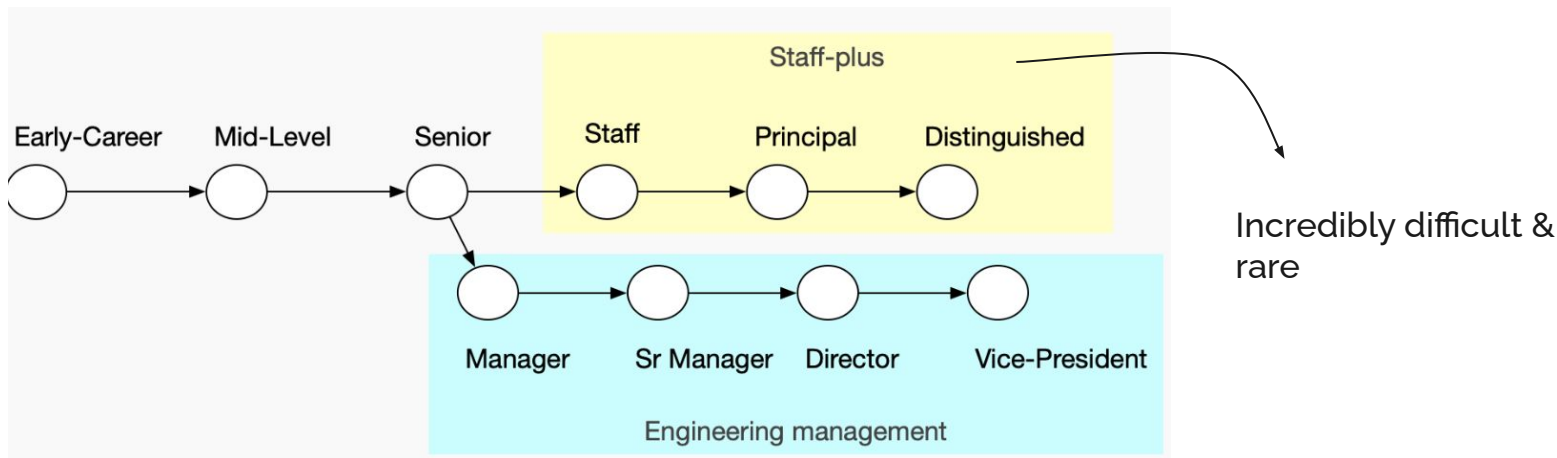 Staff-plus
Early-Career
Mid-Level
Senior
Staff
Principal
Distinguished
Incredibly difficult &
rare
Manager
Sr Manager
Director
Vice-President
Engineering management